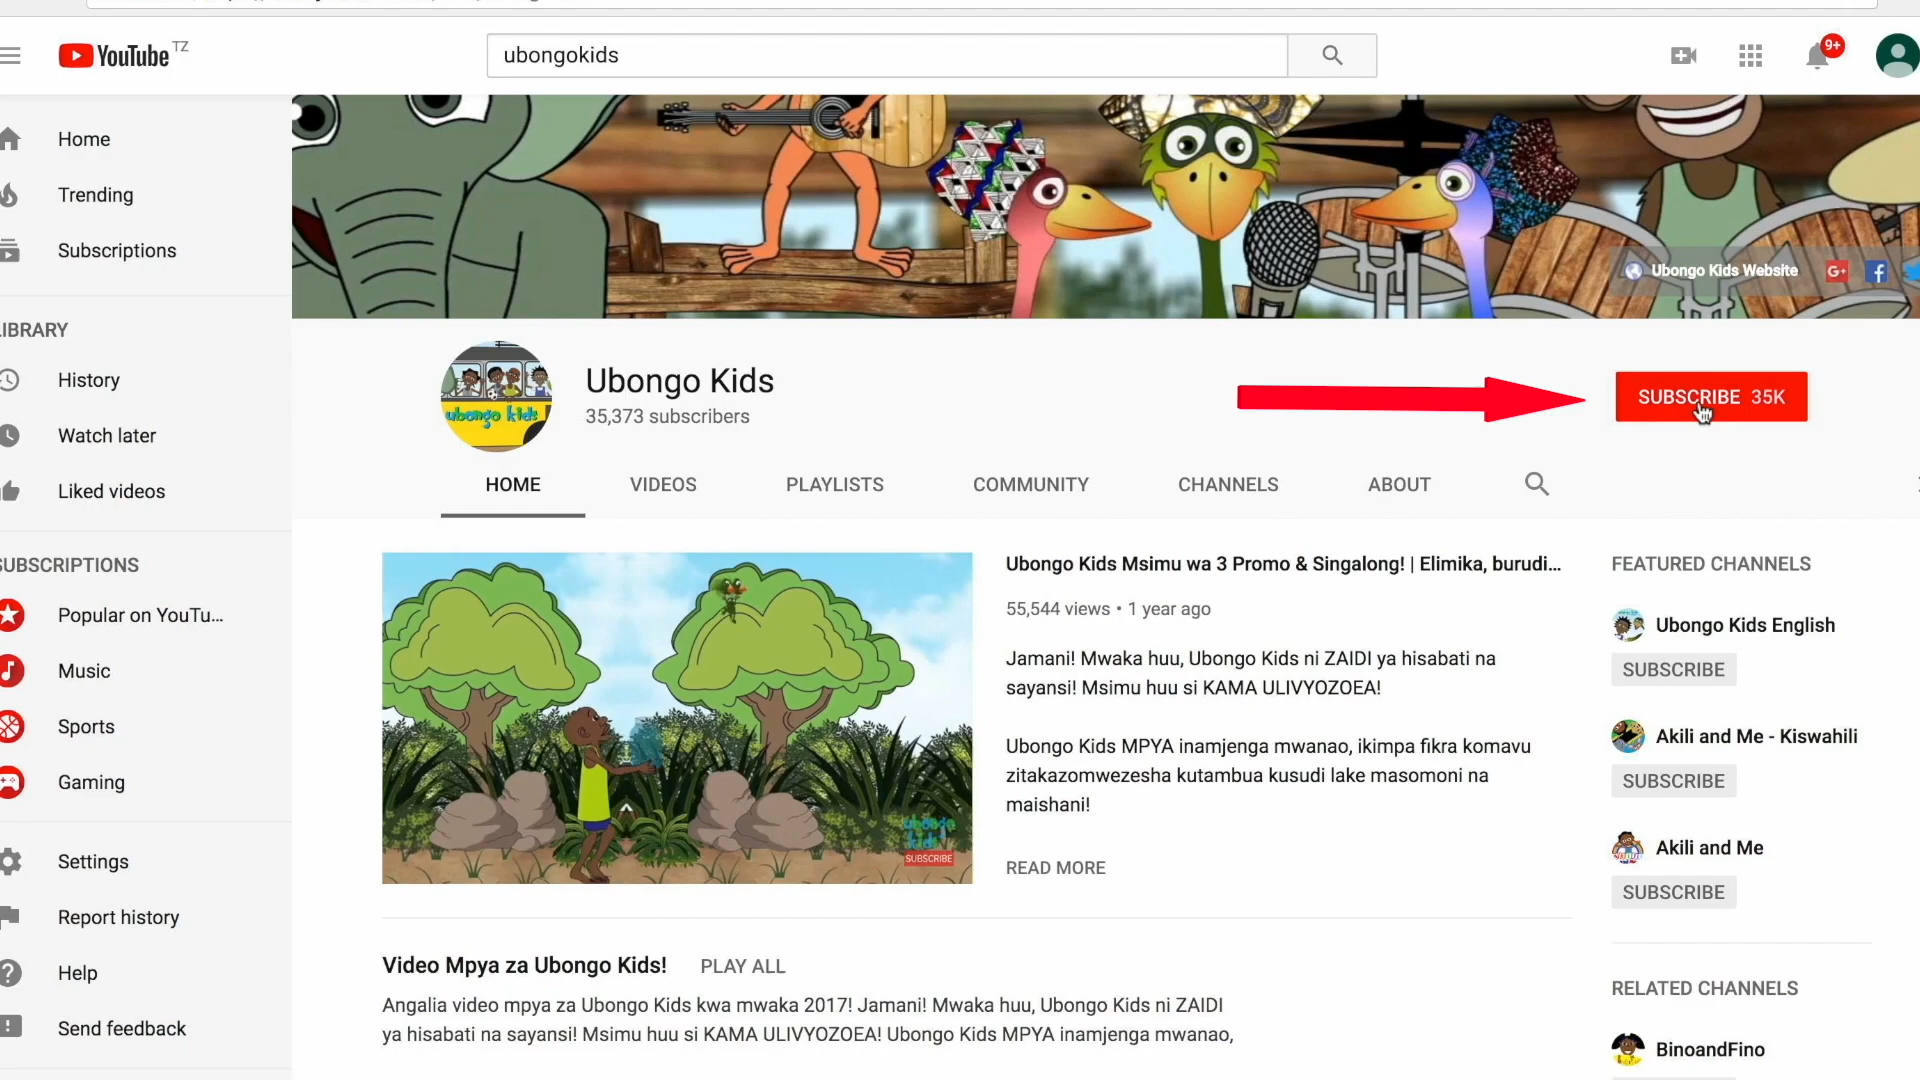 YouTube TZ
ubongokids
9+
Home
Trending
Subscriptions
LIBRARY
History
Watch later
Liked videos
SUBSCRIPTIONS
Popular on YouTu...
Music
Sports
Gaming
Settings
Report history
Help
Send feedback
Ubongo Kids Website
G+
f
ubongo kids
Ubongo Kids
35,373 subscribers
SUBSCRIBE 35K
HOME
VIDEOS
PLAYLISTS
COMMUNITY
CHANNELS
ABOUT
ubongo
kids
SUBSCRIBE
Ubongo Kids Msimu wa 3 Promo & Singalong! | Elimika, burudi...
55,544 views • 1 year ago
Jamani! Mwaka huu, Ubongo Kids ni ZAIDI ya hisabati na
sayansi! Msimu huu si KAMA ULIVYOZOEA!
Ubongo Kids MPYA inamjenga mwanao, ikimpa fikra komavu
zitakazomwezesha kutambua kusudi lake masomoni na
maishani!
READ MORE
Video Mpya za Ubongo Kids! PLAY ALL
Angalia video mpya za Ubongo Kids kwa mwaka 2017! Jamani! Mwaka huu, Ubongo Kids ni ZAIDI
ya hisabati na sayansi! Msimu huu si KAMA ULIVYOZOEA! Ubongo Kids MPYA inamjenga mwanao,
FEATURED CHANNELS
Ubongo Kids English
SUBSCRIBE
Akili and Me - Kiswahili
SUBSCRIBE
Akili and Me
SUBSCRIBE
RELATED CHANNELS
BinoandFino